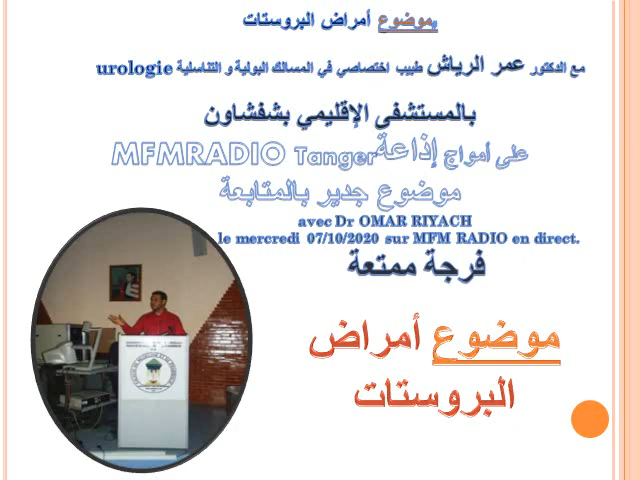 موضوع أمراض البروستات,
مع الدكتور عمر الرياش طبيب اختصاصي في المسالك البولية و التناسلية urologie
بالمستشفى الإقليمي بشفشاون
على أمواج إذاعة MFMRADIO Tanger
موضوع جدير بالمتابعة
avec Dr OMAR RIYACH
le mercredi 07/10/2020 sur MFM RADIO en direct.
فرجة ممتعة
موضوع أمراض
البروستات